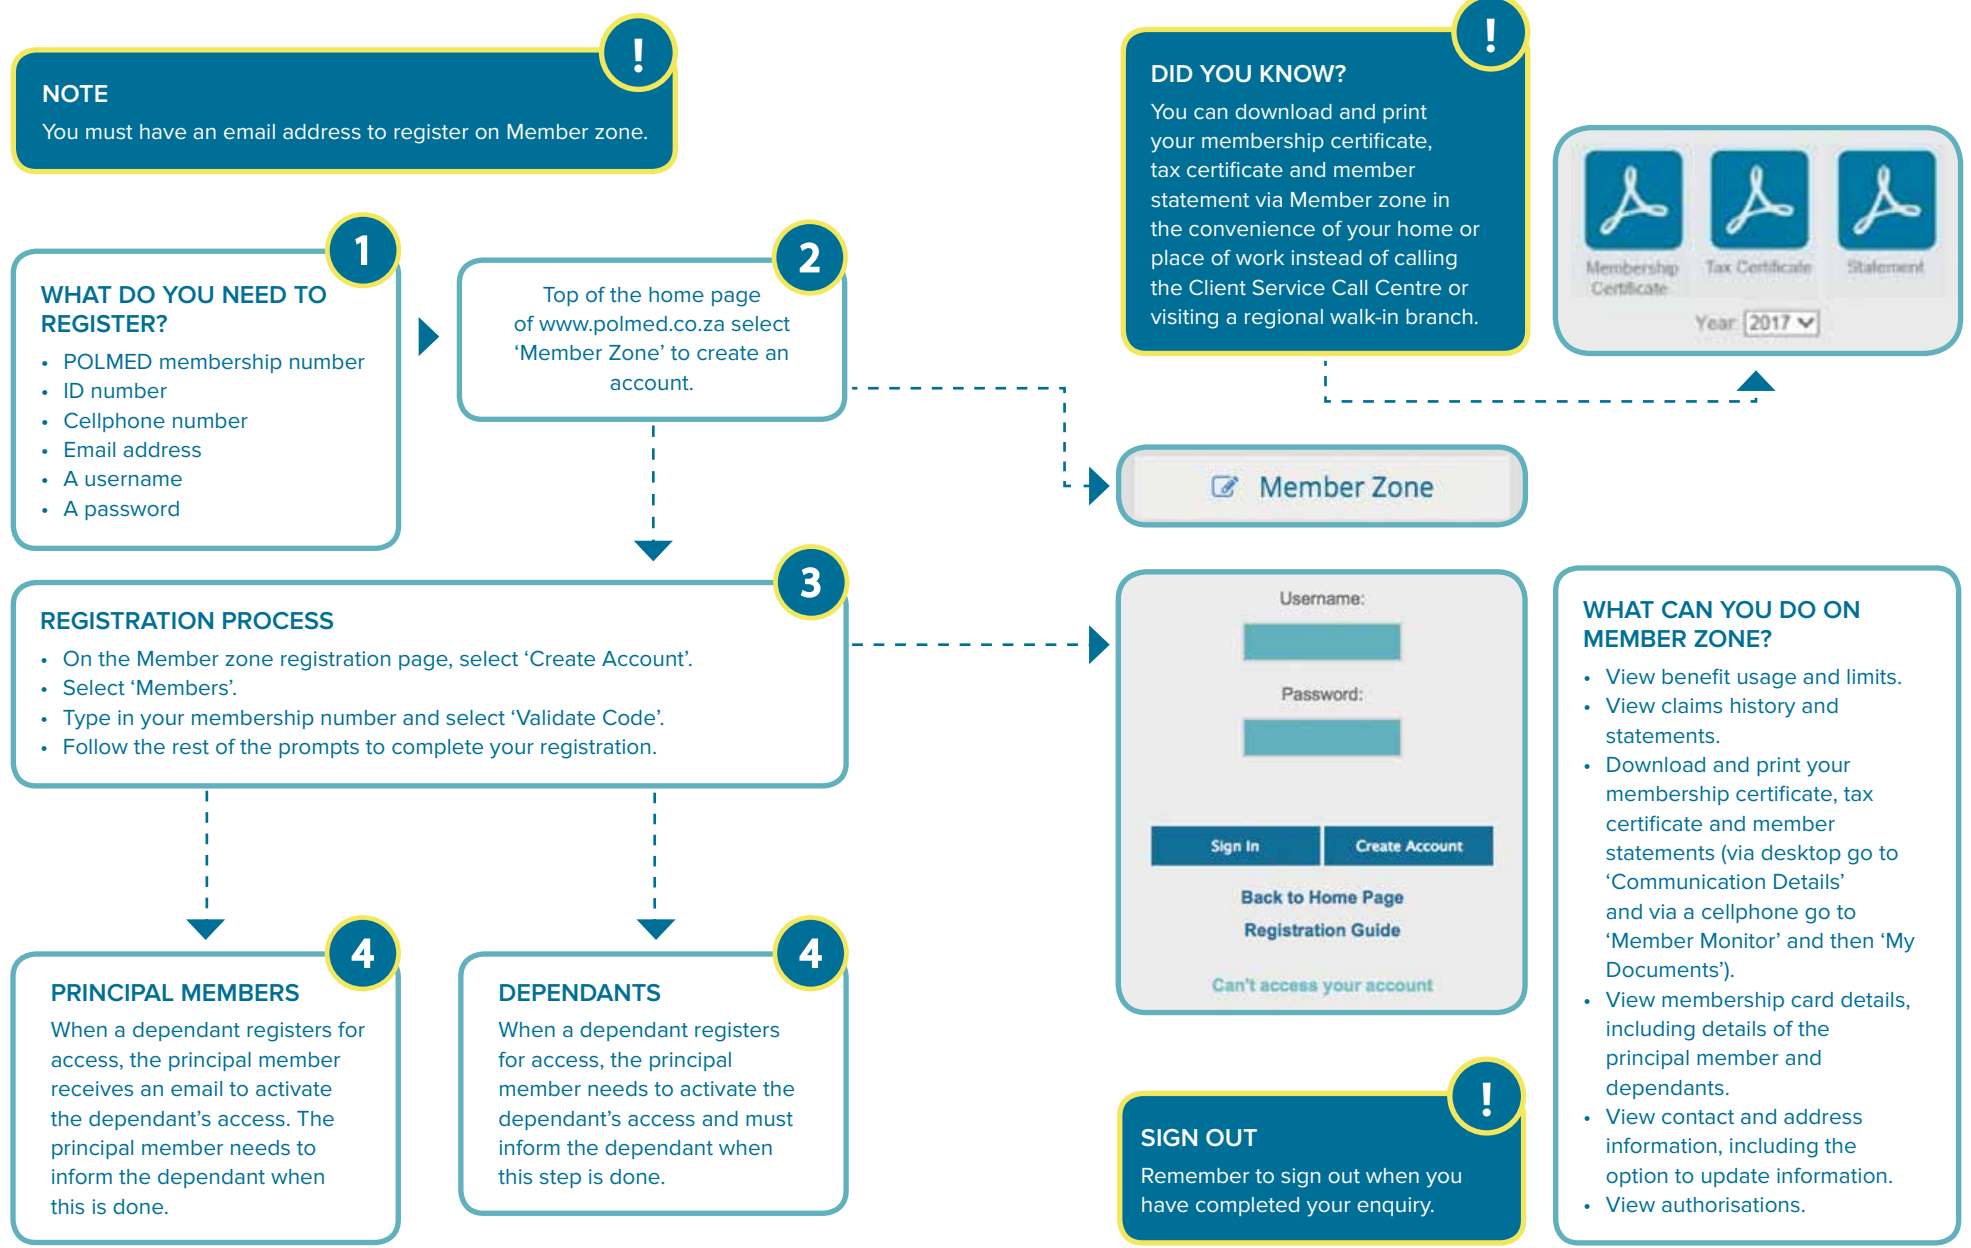 !
NOTE
You must have an email address to register on Member zone.
1
WHAT DO YOU NEED TO
REGISTER?
• POLMED membership number
• ID number
• Cellphone number
• Email address
• A username
• A password
2
Top of the home page
of www.polmed.co.za select
‘Member Zone’ to create an
account.
3
REGISTRATION PROCESS
• On the Member zone registration page, select ‘Create Account’.
• Select ‘Members’.
• Type in your membership number and select ‘Validate Code’.
• Follow the rest of the prompts to complete your registration.
4
PRINCIPAL MEMBERS
When a dependant registers for
access, the principal member
receives an email to activate
the dependant’s access. The
principal member needs to
inform the dependant when
this is done.
4
DEPENDANTS
When a dependant registers
for access, the principal
member needs to activate the
dependant’s access and must
inform the dependant when
this step is done.
!
DID YOU KNOW?
You can download and print
your membership certificate,
tax certificate and member
statement via Member zone in
the convenience of your home or
place of work instead of calling
the Client Service Call Centre or
visiting a regional walk-in branch.
Membership
Certificate
Tax Certificate
Statement
Year: 2017
Member Zone
Username:
Password:
Sign In
Create Account
Back to Home Page
Registration Guide
Can't access your account
!
SIGN OUT
Remember to sign out when you
have completed your enquiry.
WHAT CAN YOU DO ON
MEMBER ZONE?
• View benefit usage and limits.
• View claims history and
statements.
• Download and print your
membership certificate, tax
certificate and member
statements (via desktop go to
‘Communication Details’
and via a cellphone go to
‘Member Monitor’ and then ‘My
Documents’).
• View membership card details,
including details of the
principal member and
dependants.
• View contact and address
information, including the
option to update information.
• View authorisations.